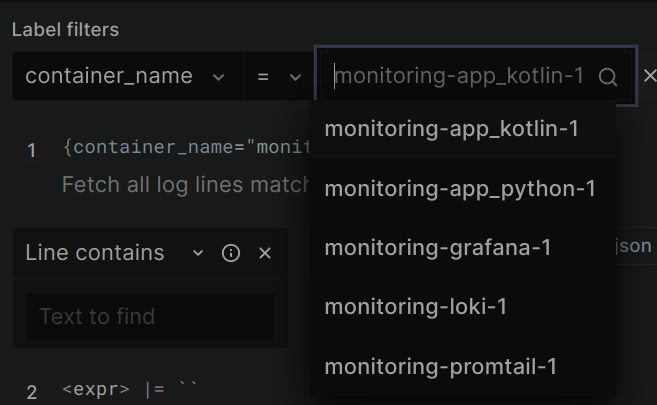 Label filters
container_name = monitoring-app_kotlin-1
monitoring-app_kotlin-1
monitoring-app_python-1
monitoring-grafana-1
monitoring-loki-1
monitoring-promtail-1
1 {container_name="monit
Fetch all log lines match
Line contains
json
Text to find
2 <expr> |= ``